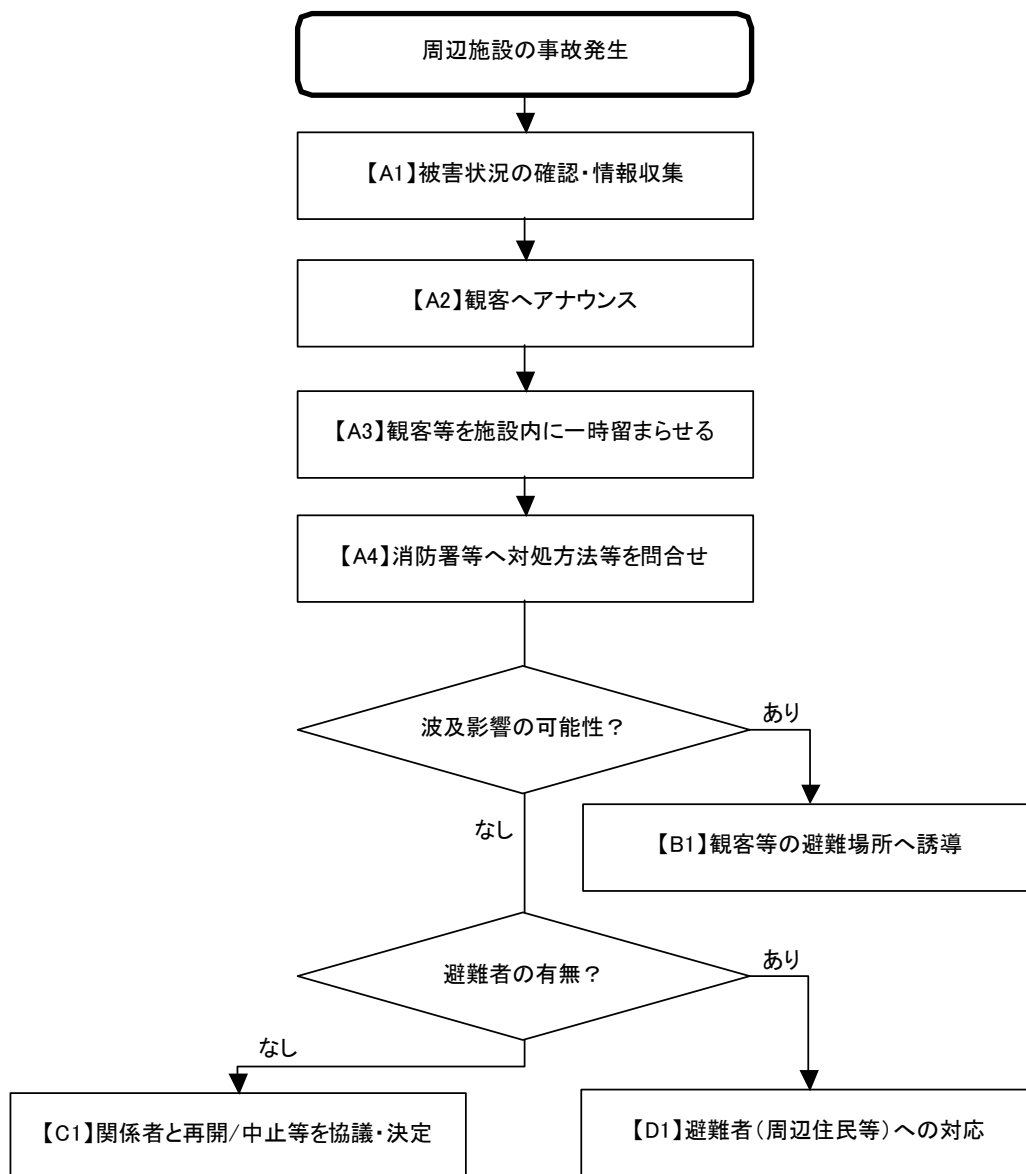 周辺施設の事故発生
【A1】被害状況の確認・情報収集
【A2】観客へアナウンス
【A3】観客等を施設内に一時留まらせる
【A4】消防署等へ対処方法等を問合せ
波及影響の可能性？
あり
なし
【B1】観客等の避難場所へ誘導
避難者の有無？
あり
なし
【C1】関係者と再開/中止等を協議・決定
【D1】避難者（周辺住民等）への対応